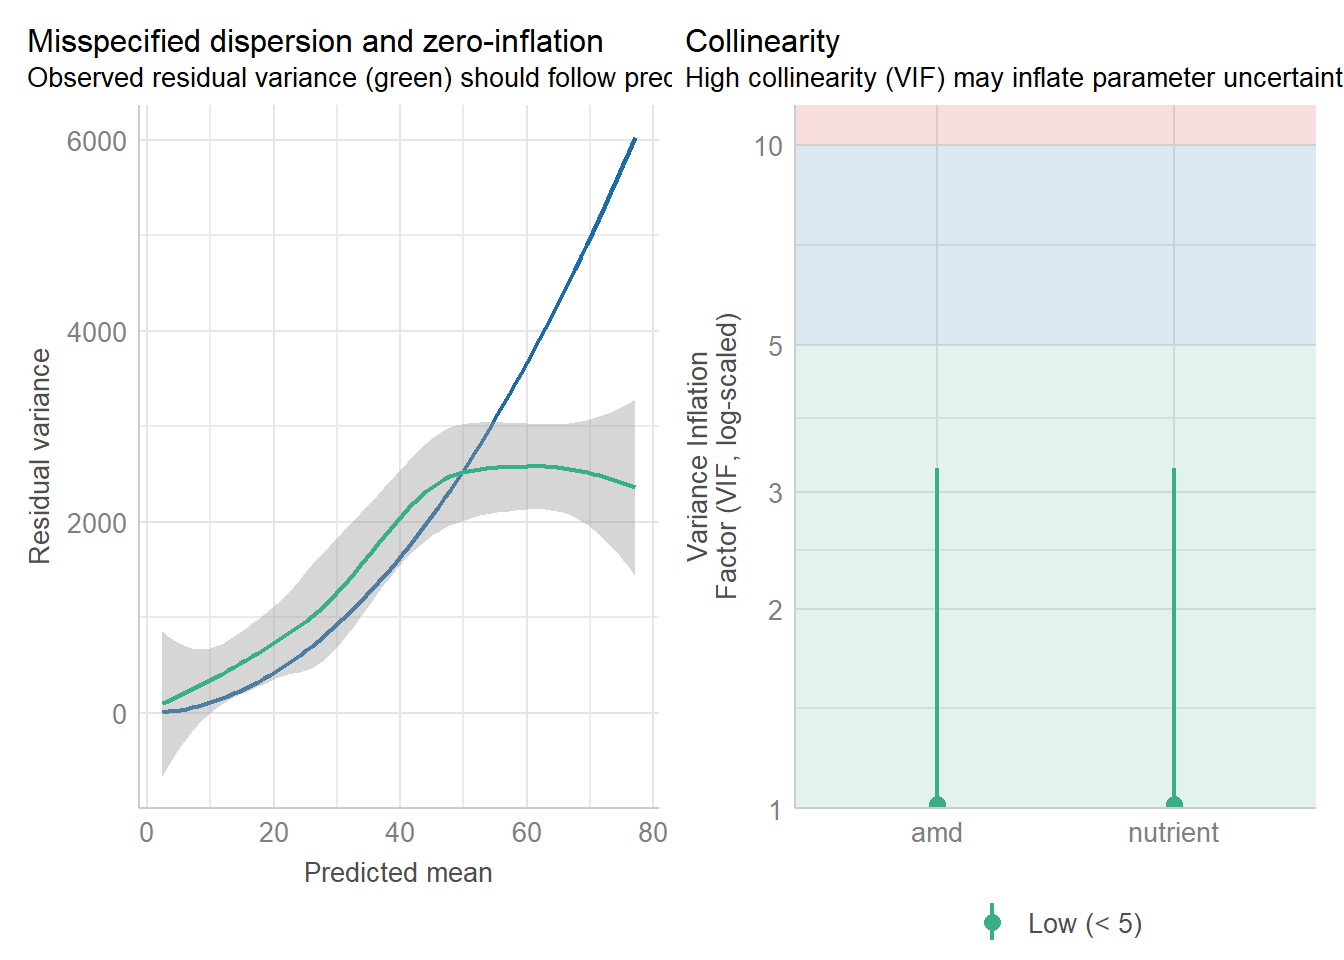 Misspecified dispersion and zero-inflation
Observed residual variance (green) should follow pred
6000
4000
2000
0
Residual variance
0 20 40 60 80
Predicted mean
Collinearity
High collinearity (VIF) may inflate parameter uncertaint
10
5
3
2
1
Variance Inflation
Factor (VIF, log-scaled)
amd nutrient
Low (< 5)